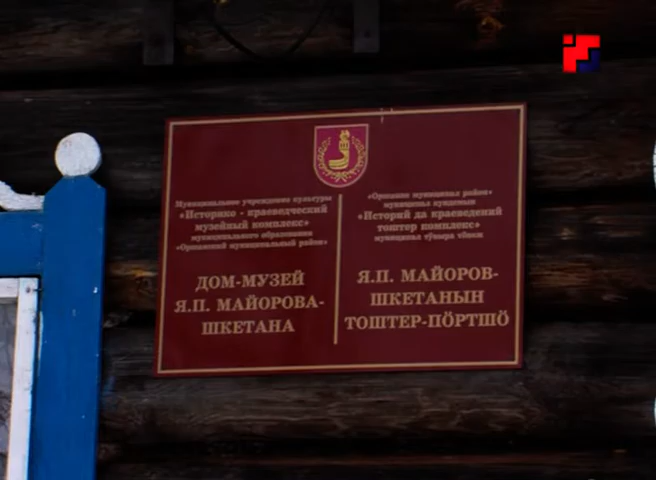 Муниципальное учреждение культуры
«Историко - краеведческий
музейный комплекс»
муниципального образования
«Оршанский муниципальный район»
ДОМ-МУЗЕЙ
Я.П. МАЙОРОВА-
ШКЕТАНА
«Оршанке муниципал район»
муниципал
«Историй да краеведений
тоштер комплекс»
муниципал
Я.П. МАЙОРОВ-
ШКЕТАНЫН
ТОШТЕР-ПӦРТШӦ